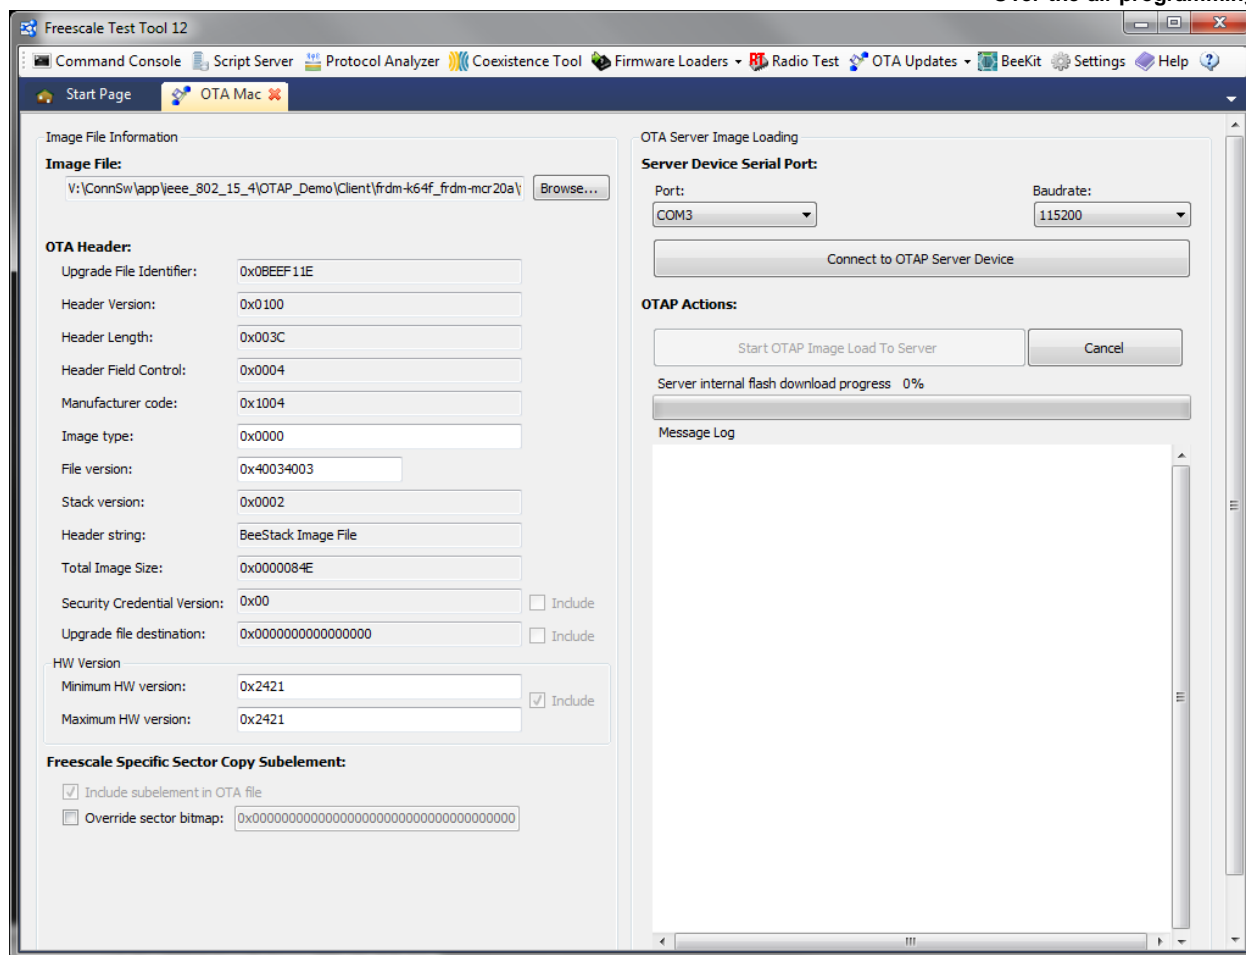 Over the air programming
Freescale Test Tool 12
Command Console Script Server Protocol Analyzer Coexistence Tool Firmware Loaders Radio Test OTA Updates BeeKit Settings Help
Start Page OTA Mac
Image File Information
Image File:
V:\ConnSw\app\ieee_802_15_4\OTAP_Demo\Client\frdm-k64f_frdm-mcr20a\ Browse...
OTA Header:
Upgrade File Identifier: 0x0BEEF11E
Header Version: 0x0100
Header Length: 0x003C
Header Field Control: 0x0004
Manufacturer code: 0x1004
Image type: 0x0000
File version: 0x40034003
Stack version: 0x0002
Header string: BeeStack Image File
Total Image Size: 0x0000084E
Security Credential Version: 0x00 Include
Upgrade file destination: 0x0000000000000000 Include
HW Version
Minimum HW version: 0x2421
Include
Maximum HW version: 0x2421
Freescale Specific Sector Copy Subelement:
Include subelement in OTA file
Override sector bitmap: 0x00000000000000000000000000000000
OTA Server Image Loading
Server Device Serial Port:
Port: Baudrate:
COM3 115200
Connect to OTAP Server Device
OTAP Actions:
Start OTAP Image Load To Server Cancel
Server internal flash download progress 0%
Message Log